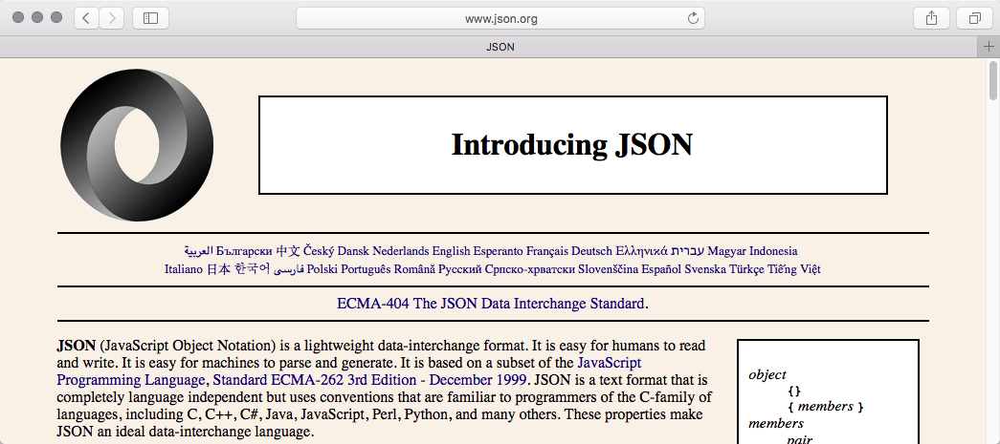 www.json.org
JSON
Introducing JSON
العربية Български 中文 Český Dansk Nederlands English Esperanto Français Deutsch Ελληνικά עברית Magyar Indonesia
Italiano 日本 한국어 فارسی Polski Português Română Русский Српско-хрватски Slovenščina Español Svenska Türkçe Tiếng Việt
ECMA-404 The JSON Data Interchange Standard.
JSON (JavaScript Object Notation) is a lightweight data-interchange format. It is easy for humans to read
and write. It is easy for machines to parse and generate. It is based on a subset of the JavaScript
Programming Language, Standard ECMA-262 3rd Edition - December 1999. JSON is a text format that is
completely language independent but uses conventions that are familiar to programmers of the C-family of
languages, including C, C++, C#, Java, JavaScript, Perl, Python, and many others. These properties make
JSON an ideal data-interchange language.
object
{}
{ members }
members
pair